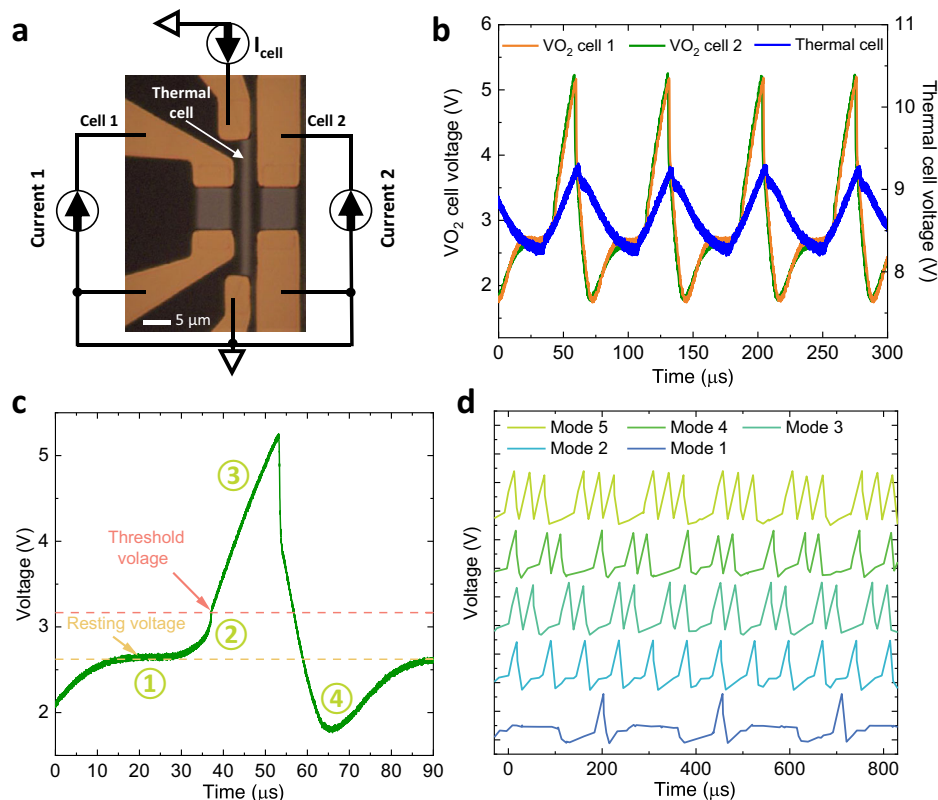 a
I_cell
Thermal
cell
Cell 1
Cell 2
Current 1
Current 2
5 μm
b
VO₂ cell 1
VO₂ cell 2
Thermal cell
VO₂ cell voltage (V)
6
5
4
3
2
Thermal cell voltage (V)
11
10
9
8
0 50 100 150 200 250 300
Time (μs)
c
Voltage (V)
5
4
3
2
③
Threshold
volage
②
Resting voltage
①
④
0 10 20 30 40 50 60 70 80 90
Time (μs)
d
Mode 5 Mode 4 Mode 3
Mode 2 Mode 1
Voltage (V)
0 200 400 600 800
Time (μs)